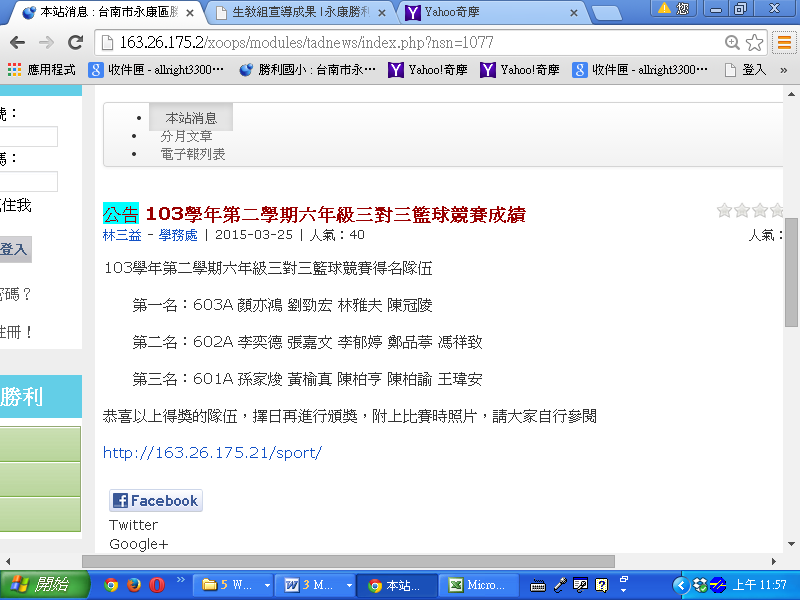 本站消息 : 台南市永康區勝
生教組宣導成果 | 永康勝利
Yahoo奇摩
您
163.26.175.2/xoops/modules/tadnews/index.php?nsn=1077
應用程式
收件匣 - allright3300…
勝利國小 : 台南市永…
Yahoo!奇摩
Yahoo!奇摩
收件匣 - allright3300…
登入
»
號：
碼：
住我
登入
密碼？
註冊！
勝利
本站消息
分月文章
電子報列表
公告 103學年第二學期六年級三對三籃球競賽成績
林三益 - 學務處 | 2015-03-25 | 人氣：40
人氣：
103學年第二學期六年級三對三籃球競賽得名隊伍
第一名：603A 顏亦鴻 劉勁宏 林雅夫 陳冠陵
第二名：602A 李奕德 張嘉文 李郁婷 鄭品葶 馮祥致
第三名：601A 孫家焌 黃榆真 陳柏亨 陳柏諭 王瑋安
恭喜以上得獎的隊伍，擇日再進行頒獎，附上比賽時照片，請大家自行參閱
http://163.26.175.21/sport/
Facebook
Twitter
Google+
開始
»
5 W...
3 M...
本站...
Micro...
上午 11:57